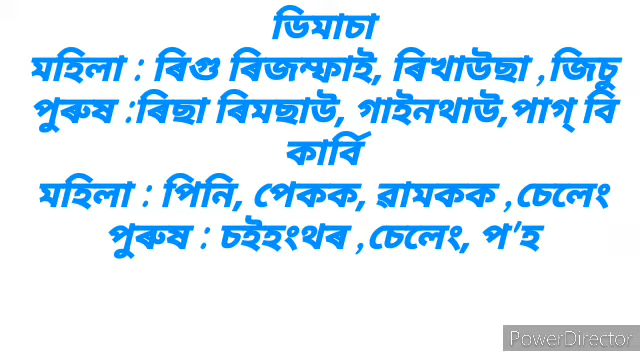 ডিমাচা
মহিলা : ৰিগু ৰিজম্ফাই, ৰিখাউছা ,জিচু
পুৰুষ :ৰিছা ৰিমছাউ, গাইনথাউ,পাগ্ বি
কাৰ্বি
মহিলা : পিনি, পেকক, ৱামকক ,চেলেং
পুৰুষ : চইহংথৰ ,চেলেং, প'হ
PowerDirector